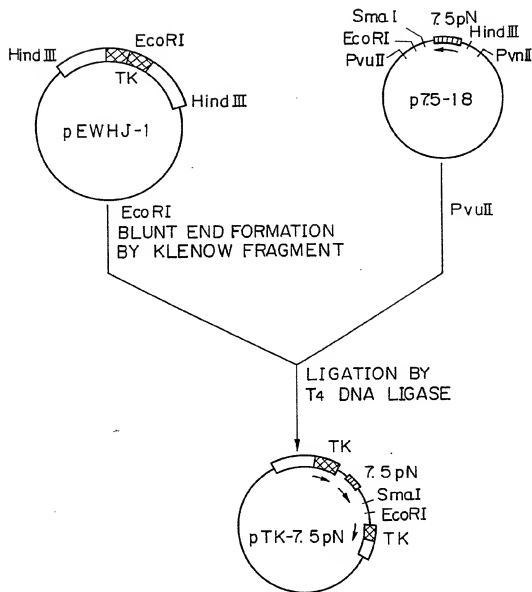 EcoRI
Hind III
TK
Hind III
pEWHJ-1
SmaI
7.5pN
EcoRI
Hind III
PvuII
PvnII
p7.5-18
EcoRI
BLUNT END FORMATION
BY KLENOW FRAGMENT
PvuII
LIGATION BY
T4 DNA LIGASE
TK
7.5pN
SmaI
EcoRI
TK
pTK-7.5pN